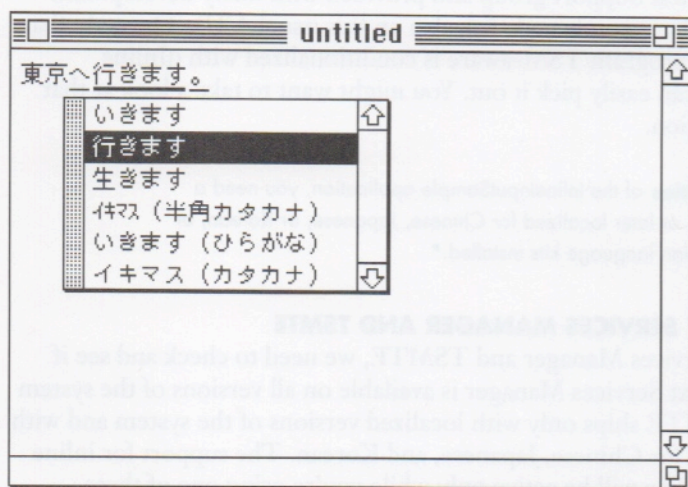 untitled
東京へ行きます。
いきます
行きます
生きます
ｲｷﾏｽ（半角カタカナ）
いきます（ひらがな）
イキマス（カタカナ）